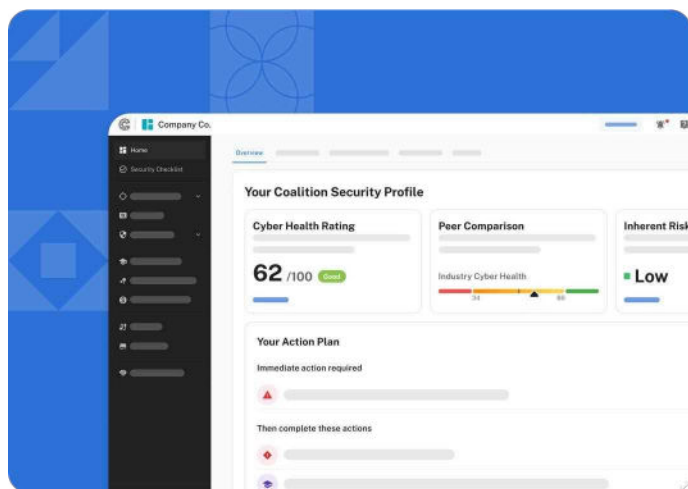 Company Co.
Home
Security Checklist
Overview
Your Coalition Security Profile
Cyber Health Rating
62 /100 Good
Peer Comparison
Industry Cyber Health
34
Inherent Risk
Low
Your Action Plan
Immediate action required
Then complete these actions